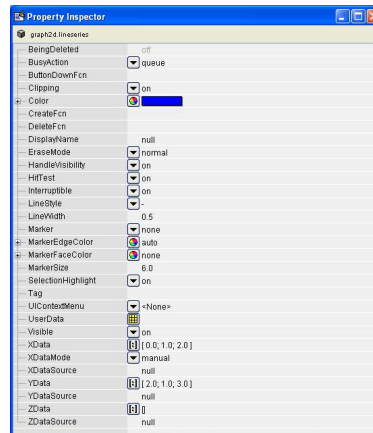 Property Inspector
graph2d.lineseries
BeingDeleted off
BusyAction queue
ButtonDownFcn
Clipping on
Color
CreateFcn
DeleteFcn
DisplayName null
EraseMode normal
HandleVisibility on
HitTest on
Interruptible on
LineStyle -
LineWidth 0.5
Marker none
MarkerEdgeColor auto
MarkerFaceColor none
MarkerSize 6.0
SelectionHighlight on
Tag
UIContextMenu <None>
UserData
Visible on
XData [ 0.0; 1.0; 2.0 ]
XDataMode manual
XDataSource null
YData [ 2.0; 1.0; 3.0 ]
YDataSource null
ZData []
ZDataSource null